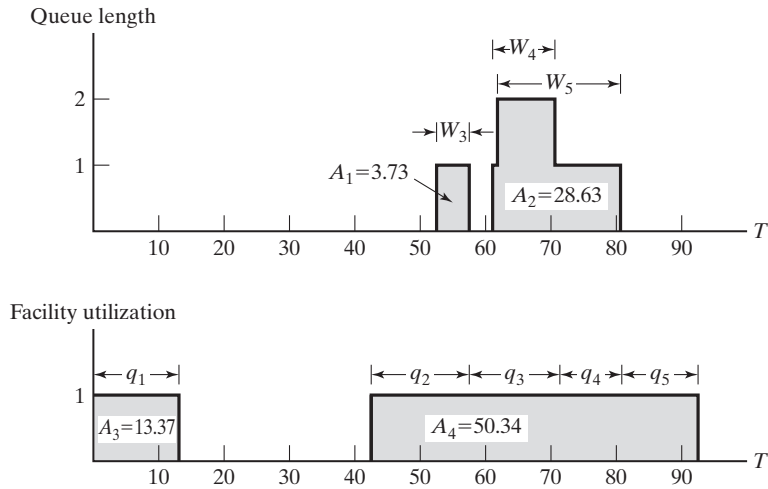 Queue length
W₄
W₅
2
W₃
1
A₁=3.73
A₂=28.63
10 20 30 40 50 60 70 80 90 T
Facility utilization
q₁ q₂ q₃ q₄ q₅
1
A₃=13.37 A₄=50.34
10 20 30 40 50 60 70 80 90 T